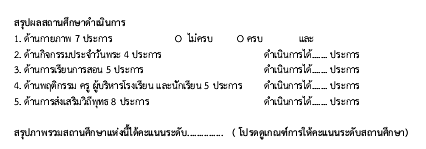 สรุปผลสถานศึกษาดำเนินการ
1. ด้านกายภาพ 7 ประการ O ไม่ครบ O ครบ และ
2. ด้านกิจกรรมประจำวันพระ 4 ประการ ดำเนินการได้....... ประการ
3. ด้านการเรียนการสอน 5 ประการ ดำเนินการได้....... ประการ
4. ด้านพฤติกรรม ครู ผู้บริหารโรงเรียน และนักเรียน 5 ประการ ดำเนินการได้....... ประการ
5. ด้านการส่งเสริมวิถีพุทธ 8 ประการ ดำเนินการได้....... ประการ
สรุปภาพรวมสถานศึกษาแห่งนี้ได้คะแนนระดับ............... ( โปรดดูเกณฑ์การให้คะแนนระดับสถานศึกษา)